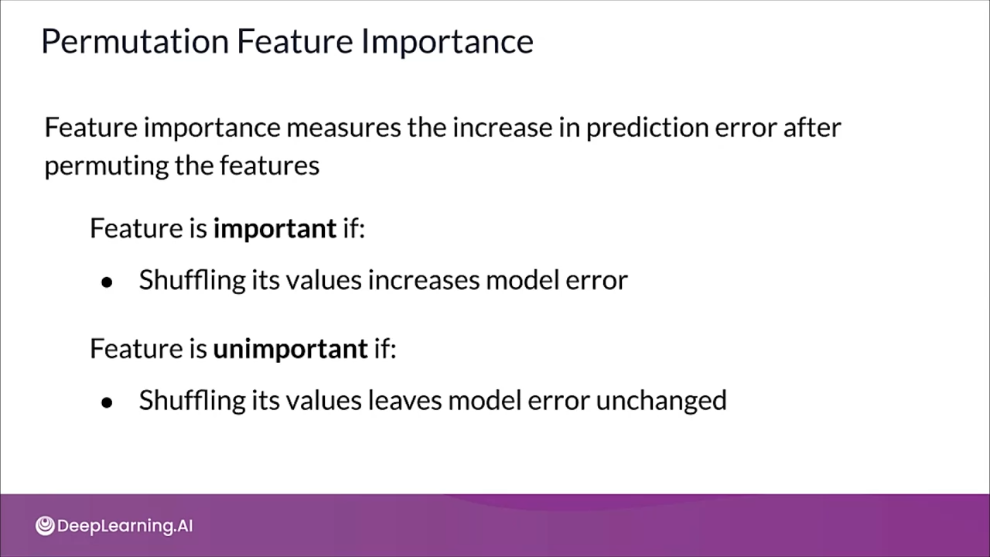 Permutation Feature Importance
Feature importance measures the increase in prediction error after
permuting the features
Feature is important if:
● Shuffling its values increases model error
Feature is unimportant if:
● Shuffling its values leaves model error unchanged
DeepLearning.AI